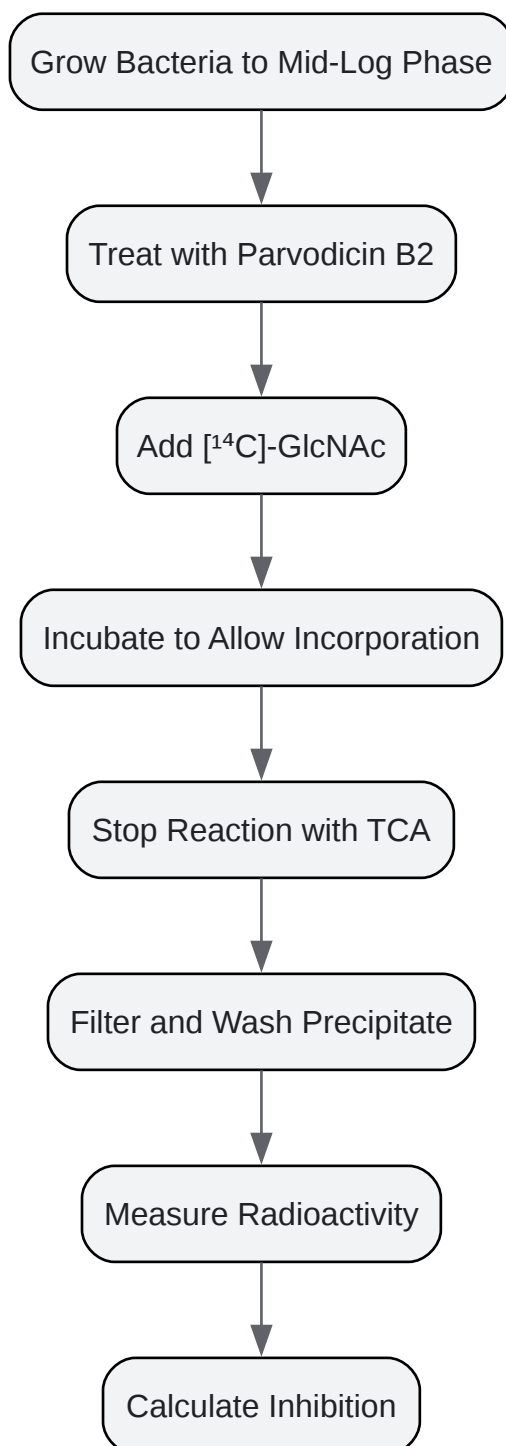 Grow Bacteria to Mid-Log Phase
Treat with Parvodicin B2
Add [¹⁴C]-GlcNAc
Incubate to Allow Incorporation
Stop Reaction with TCA
Filter and Wash Precipitate
Measure Radioactivity
Calculate Inhibition